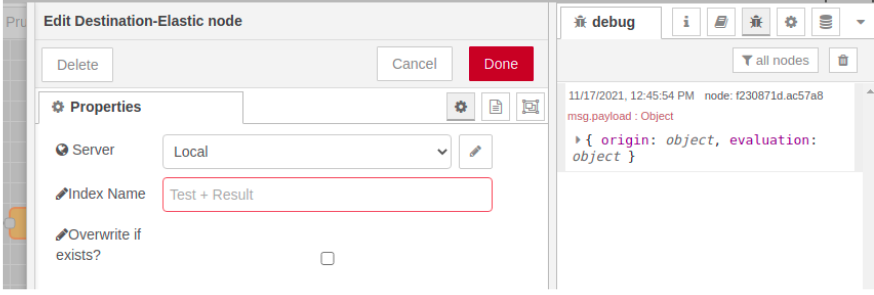 Pru
Edit Destination-Elastic node
Delete
Cancel
Done
Properties
Server
Local
Index Name
Test + Result
Overwrite if
exists?
debug
i
all nodes
11/17/2021, 12:45:54 PM node: f230871d.ac57a8
msg.payload : Object
{ origin: object, evaluation:
object }